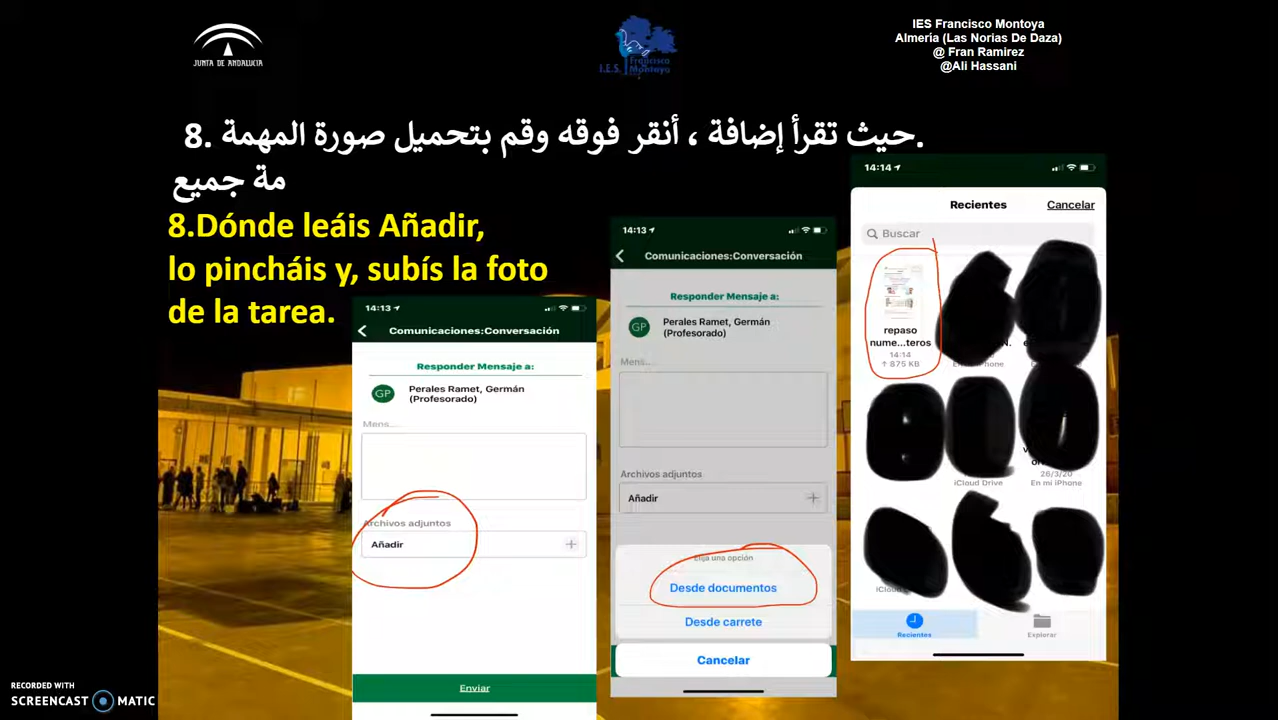 JUNTA DE ANDALUCIA
I.E.S. Francisco Montoya
IES Francisco Montoya
Almeria (Las Norias De Daza)
@ Fran Ramirez
@Ali Hassani
8. حيث تقرأ إضافة ، أنقر فوقه وقم بتحميل صورة المهمة.
مة جميع
8.Dónde leáis Añadir,
lo pincháis y, subís la foto
de la tarea.
14:13
Comunicaciones:Conversación
Responder Mensaje a:
GP
Perales Ramet, Germán
(Profesorado)
Mens...
Archivos adjuntos
Añadir +
Enviar
14:13
Comunicaciones:Conversación
Responder Mensaje a:
GP
Perales Ramet, Germán
(Profesorado)
Mens...
Archivos adjuntos
Añadir +
Elija una opción
Desde documentos
Desde carrete
Cancelar
14:14
Recientes Cancelar
Buscar
repaso
nume...teros
14:14
↑ 875 KB
26/3/20
iCloud Drive En mi iPhone
Recientes Explorar
RECORDED WITH
SCREENCAST MATIC